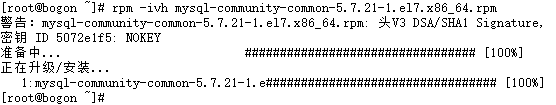 [root@bogon ~]# rpm -ivh mysql-community-common-5.7.21-1.el7.x86_64.rpm
警告：mysql-community-common-5.7.21-1.el7.x86_64.rpm: 头V3 DSA/SHA1 Signature,
密钥 ID 5072e1f5: NOKEY
准备中... ################################# [100%]
正在升级/安装...
1:mysql-community-common-5.7.21-1.e################################# [100%]
[root@bogon ~]#